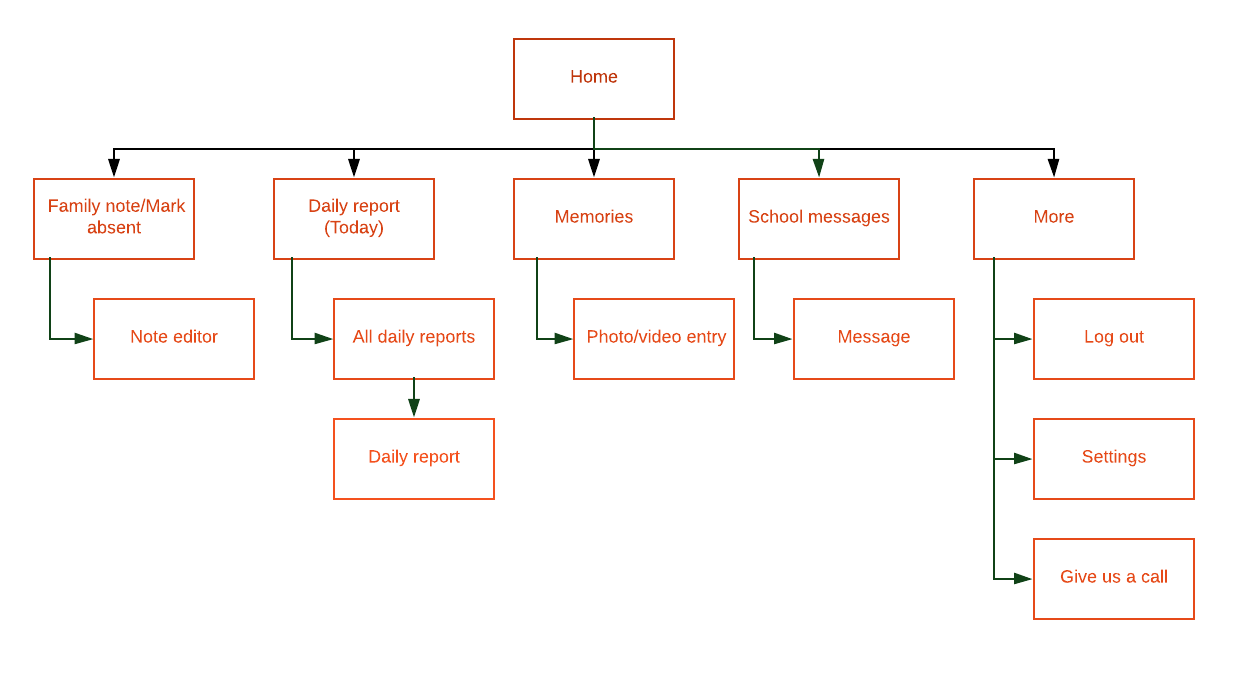 Home
Family note/Mark
absent
Daily report
(Today)
Memories
School messages
More
Note editor
All daily reports
Photo/video entry
Message
Log out
Daily report
Settings
Give us a call